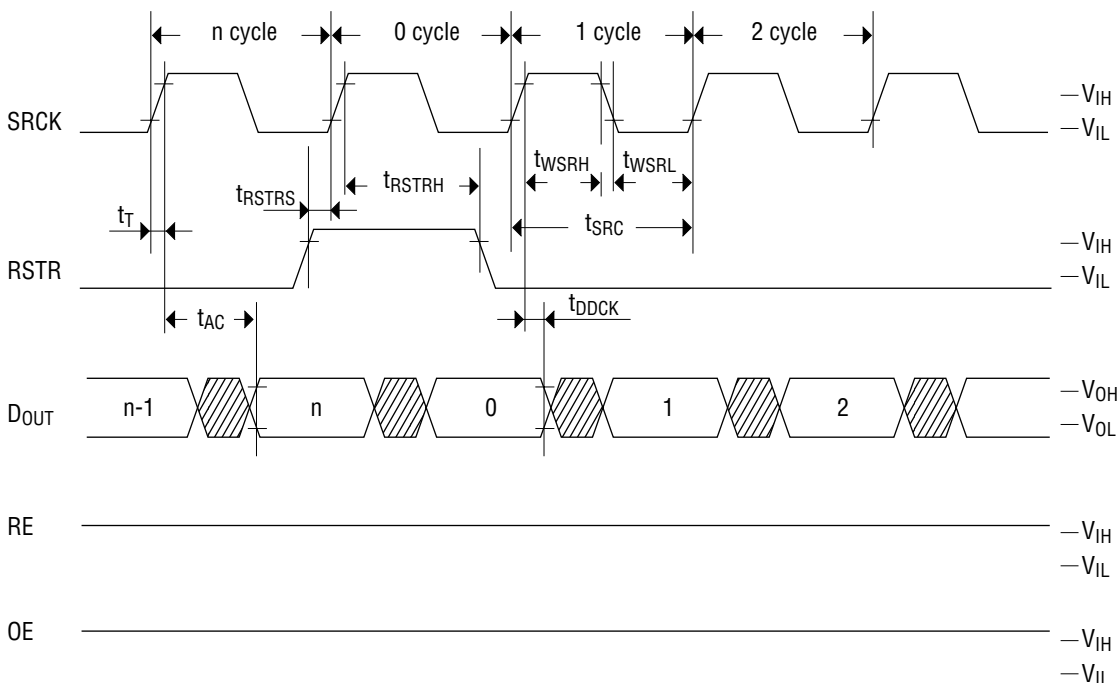 n cycle 0 cycle 1 cycle 2 cycle
SRCK
VIH
VIL
tWSRH tWSRL
tRSTRS tRSTRH
tT
tSRC
RSTR
VIH
VIL
tAC
tDDCK
DOUT
n-1 n 0 1 2
VOH
VOL
RE
VIH
VIL
OE
VIH
VIL